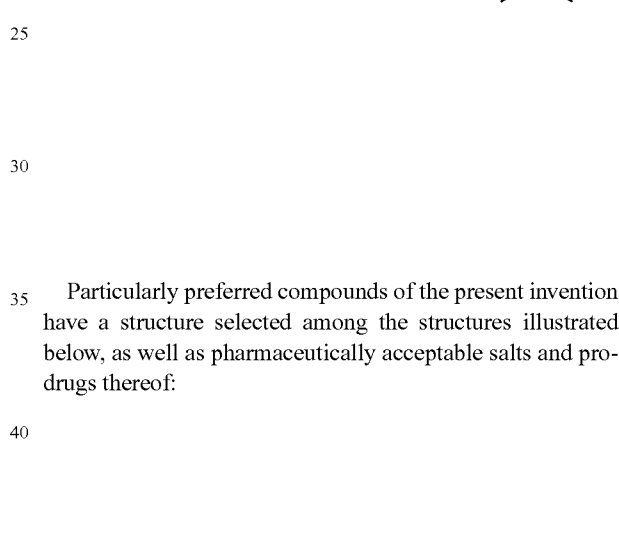 25
30
35
Particularly preferred compounds of the present invention
have a structure selected among the structures illustrated
below, as well as pharmaceutically acceptable salts and pro-
drugs thereof:
40